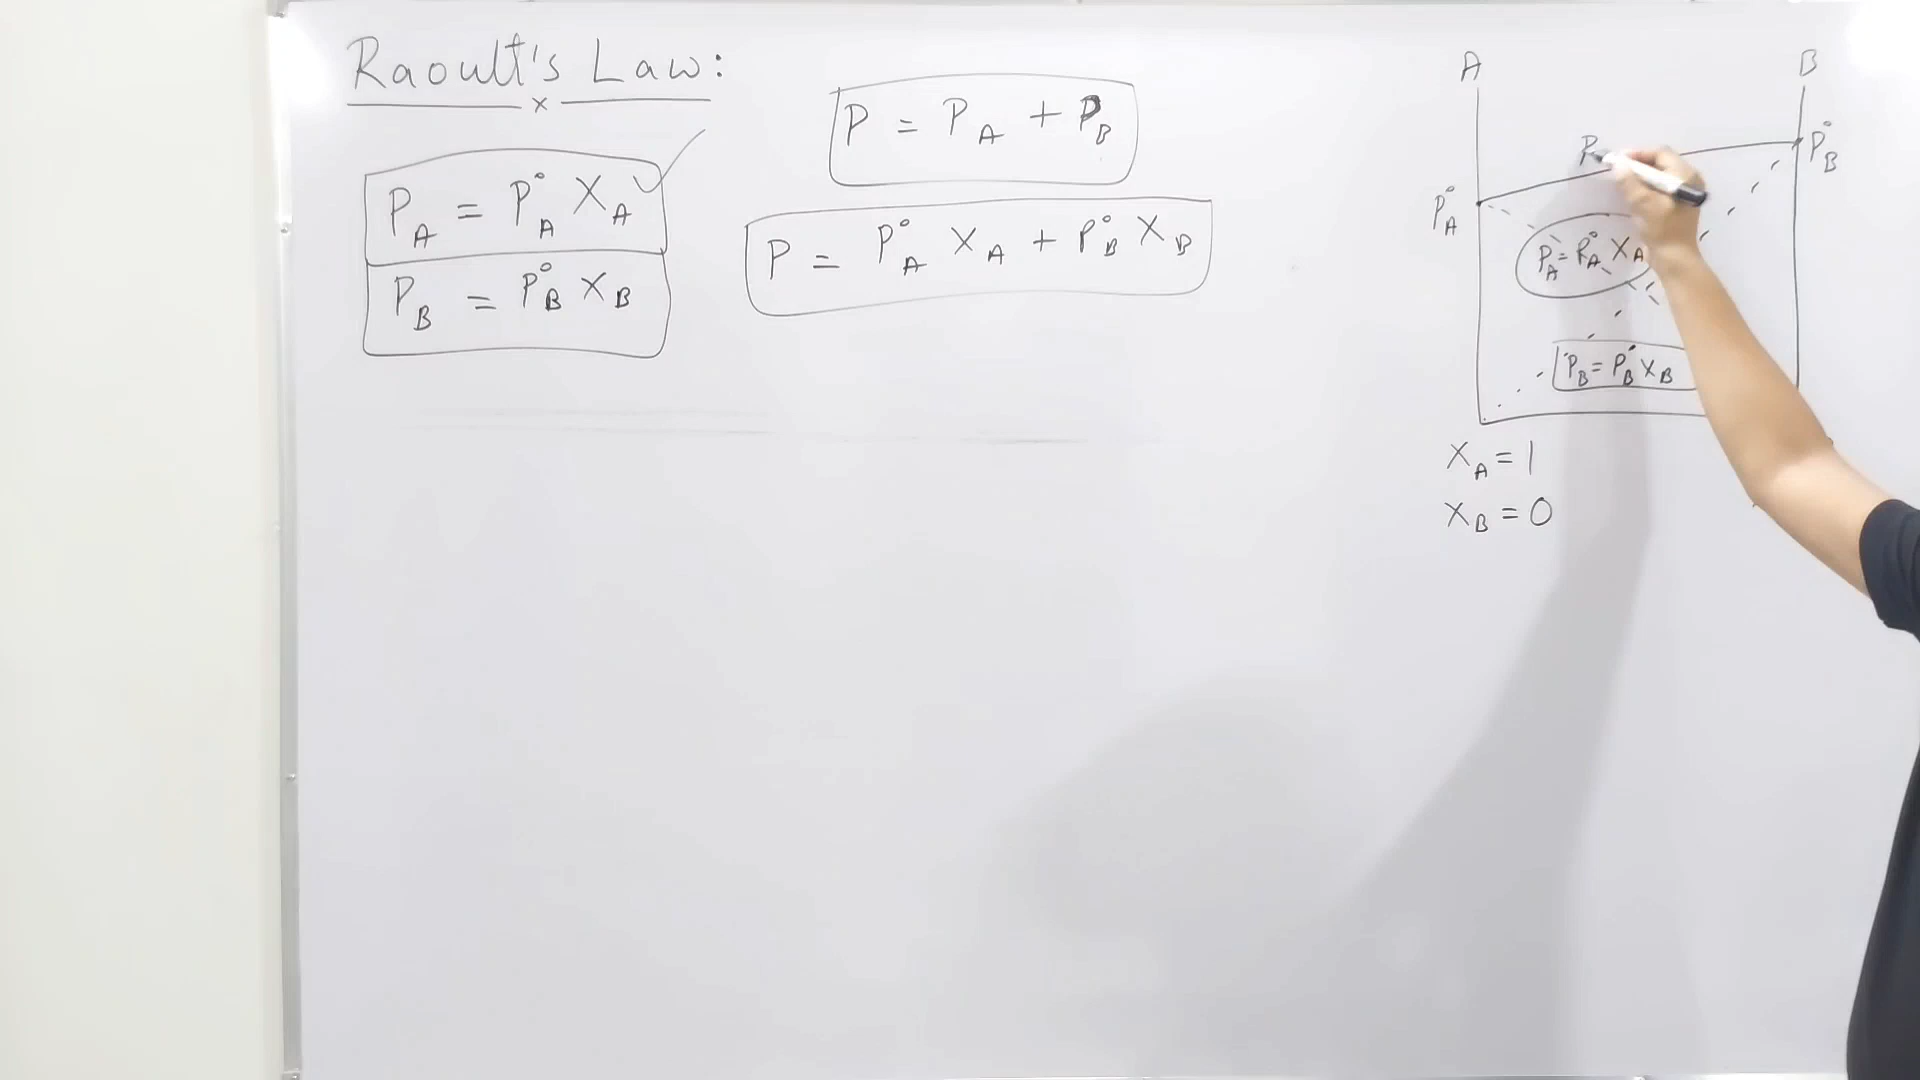 Raoult's Law:
P = P_A + P_B
P_A = P°_A X_A
P_B = P°_B X_B
P = P°_A X_A + P°_B X_B
A B
P
P°_B
P°_A
P_A = P°_A X_A
P_B = P°_B X_B
X_A = 1
X_B = 0